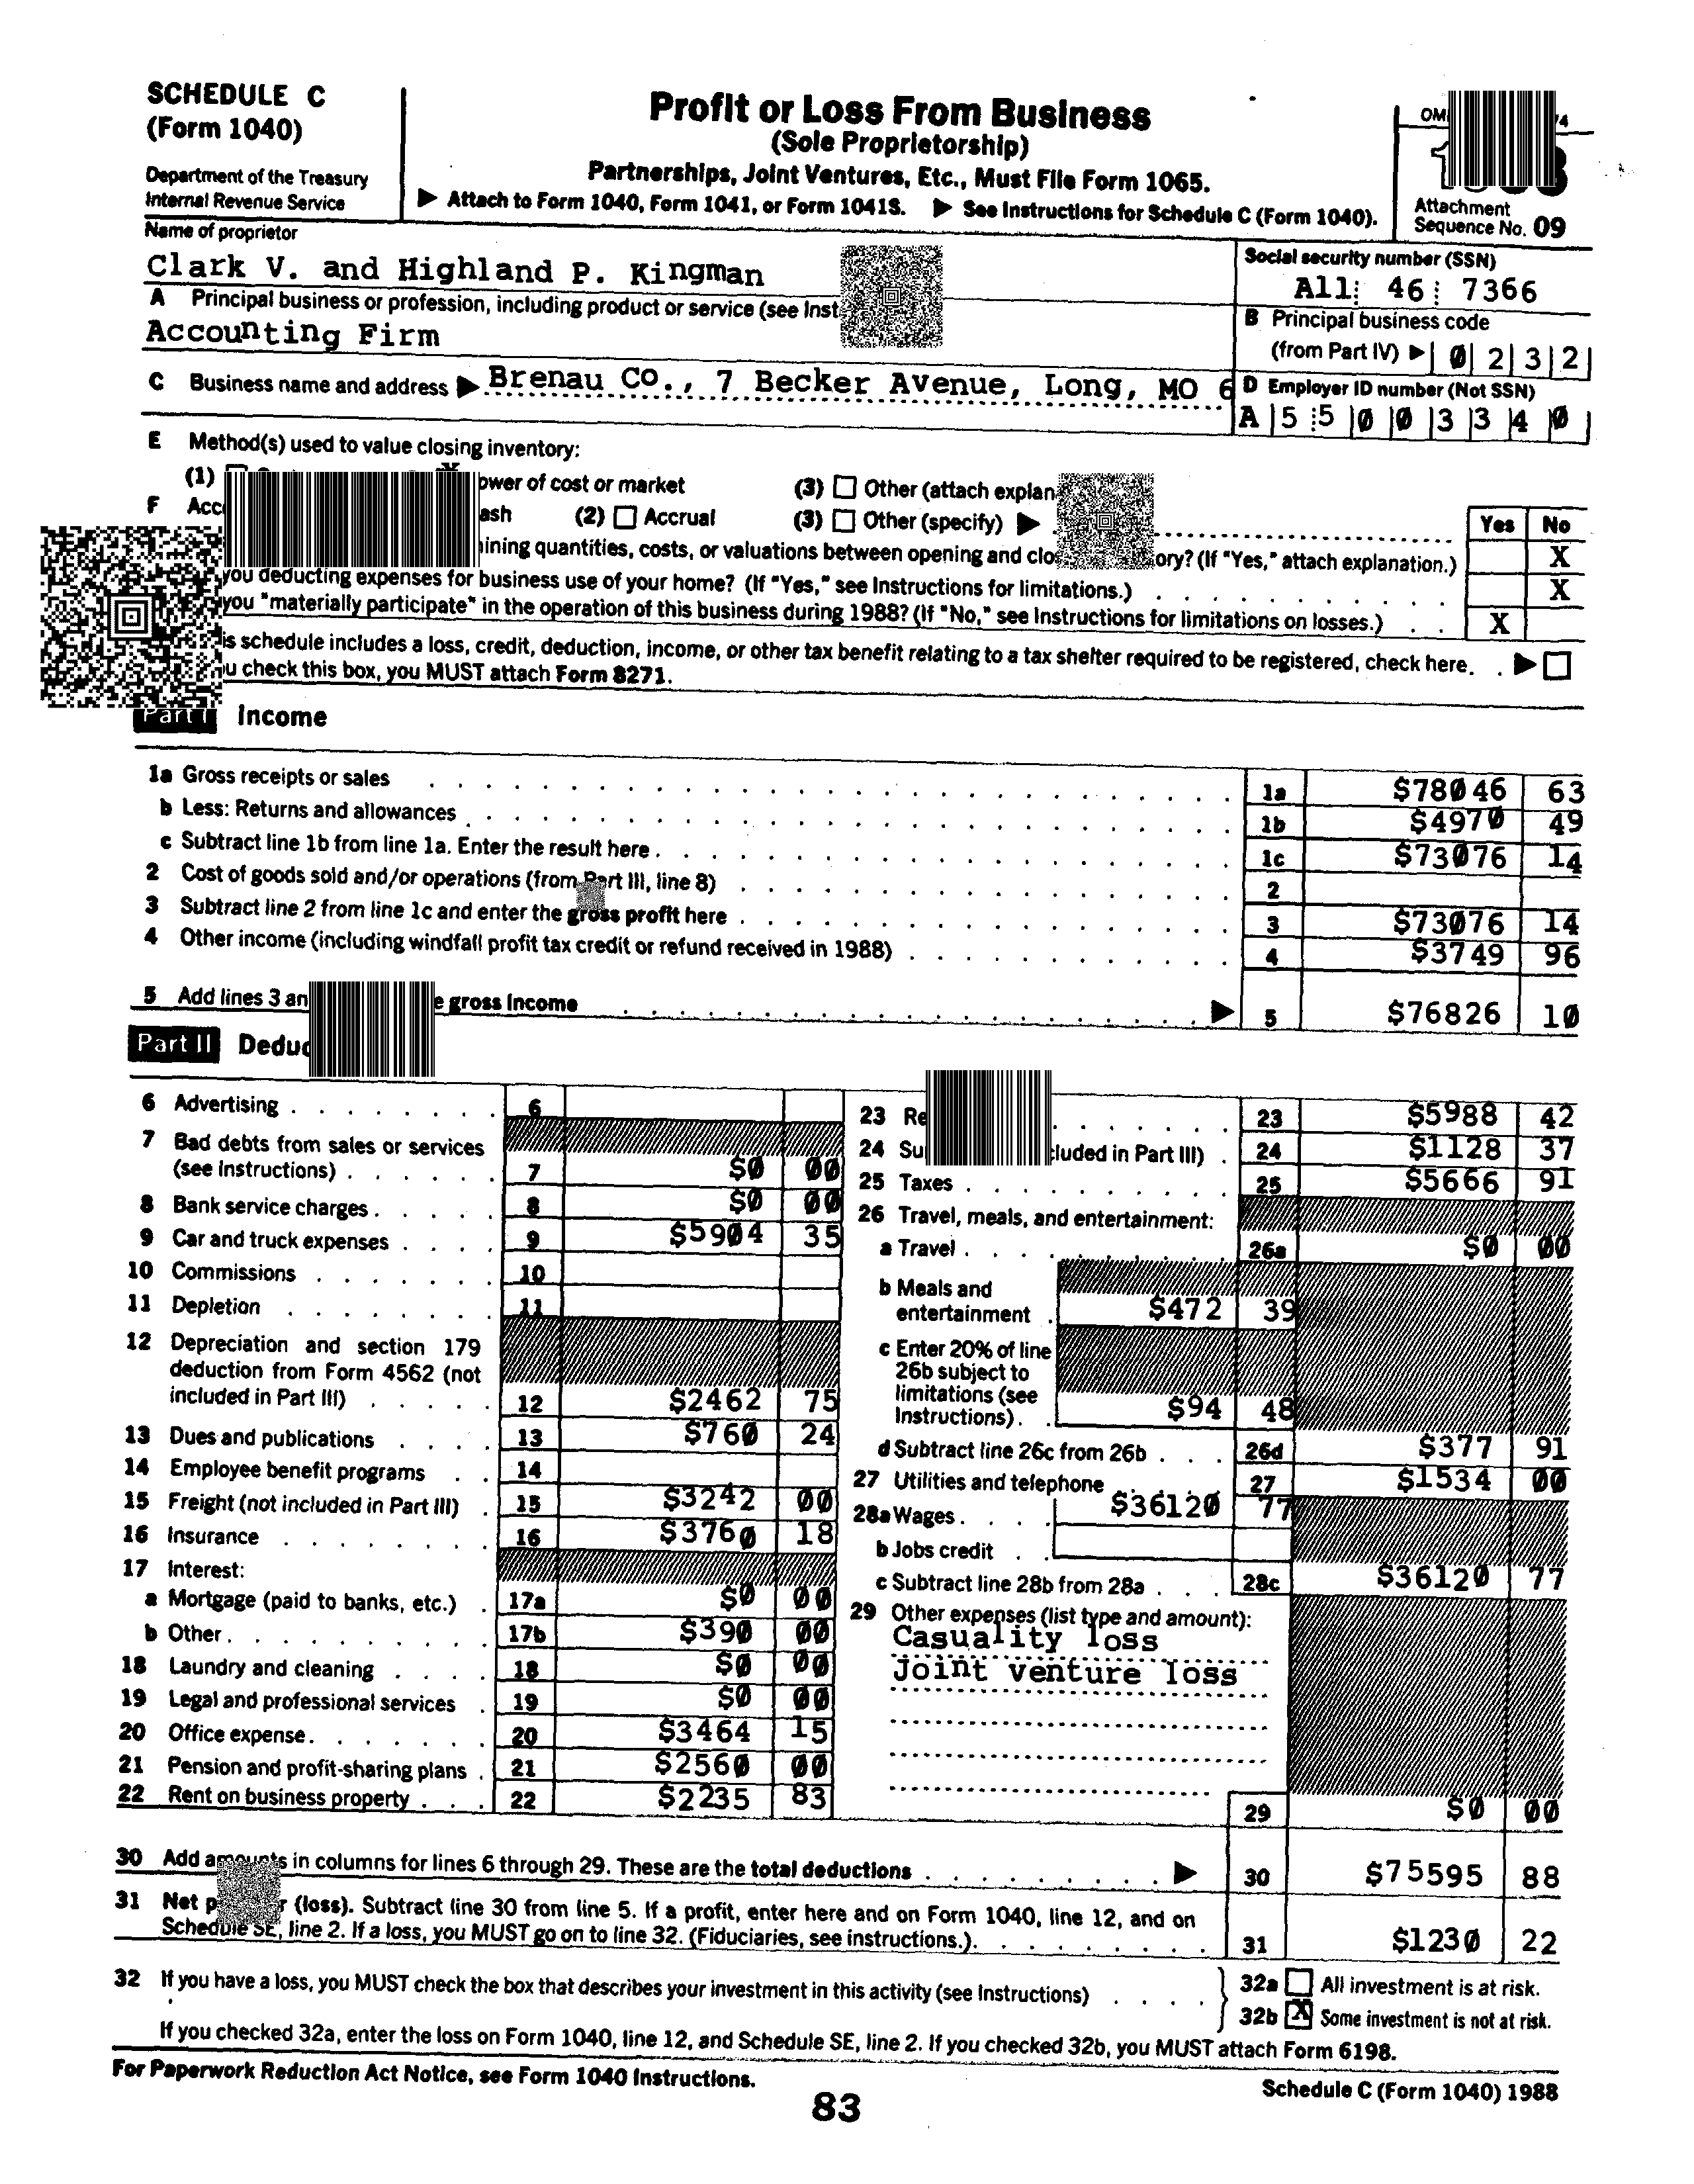 SCHEDULE C
(Form 1040)
Department of the Treasury
Internal Revenue Service
Profit or Loss From Business
(Sole Proprietorship)
Partnerships, Joint Ventures, Etc., Must File Form 1065.
▶ Attach to Form 1040, Form 1041, or Form 1041S. ▶ See Instructions for Schedule C (Form 1040).
Attachment
Sequence No. 09
Name of proprietor
Clark V. and Highland P. Kingman
Social security number (SSN)
A11 46 7366
A Principal business or profession, including product or service (see Inst
Accounting Firm
B Principal business code
(from Part IV) ▶ 0 2 3 2
C Business name and address ▶ Brenau CO., 7 Becker Avenue, Long, MO 6
D Employer ID number (Not SSN)
A 5 5 0 0 3 3 4 0
E Method(s) used to value closing inventory:
(1) ower of cost or market (3) Other (attach explan
F Acc ash (2) Accrual (3) Other (specify) ▶
Yes No
ining quantities, costs, or valuations between opening and clo ory? (If "Yes," attach explanation.) X
you deducting expenses for business use of your home? (If "Yes," see Instructions for limitations.) X
you "materially participate" in the operation of this business during 1988? (If "No," see Instructions for limitations on losses.) X
is schedule includes a loss, credit, deduction, income, or other tax benefit relating to a tax shelter required to be registered, check here. ▶
u check this box, you MUST attach Form 8271.
Part I Income
1a Gross receipts or sales 1a $78046 63
b Less: Returns and allowances 1b $4970 49
c Subtract line 1b from line 1a. Enter the result here. 1c $73076 14
2 Cost of goods sold and/or operations (from Part III, line 8) 2
3 Subtract line 2 from line 1c and enter the gross profit here 3 $73076 14
4 Other income (including windfall profit tax credit or refund received in 1988) 4 $3749 96
5 Add lines 3 an e gross income ▶ 5 $76826 10
Part II Deduc
6 Advertising 6
7 Bad debts from sales or services
(see Instructions) 7 $0 00
8 Bank service charges 8 $0 00
9 Car and truck expenses 9 $5904 35
10 Commissions 10
11 Depletion 11
12 Depreciation and section 179
deduction from Form 4562 (not
included in Part III) 12 $2462 75
13 Dues and publications 13 $760 24
14 Employee benefit programs 14
15 Freight (not included in Part III) 15 $3242 00
16 Insurance 16 $3760 18
17 Interest:
a Mortgage (paid to banks, etc.) 17a $0 00
b Other 17b $390 00
18 Laundry and cleaning 18 $0 00
19 Legal and professional services 19 $0 00
20 Office expense 20 $3464 15
21 Pension and profit-sharing plans 21 $2560 00
22 Rent on business property 22 $2235 83
23 Re 23 $5988 42
24 Su cluded in Part III) 24 $1128 37
25 Taxes 25 $5666 91
26 Travel, meals, and entertainment:
a Travel 26a $0 00
b Meals and
entertainment $472 39
c Enter 20% of line
26b subject to
limitations (see
Instructions) $94 48
d Subtract line 26c from 26b 26d $377 91
27 Utilities and telephone 27 $1534 00
28a Wages $36120 77
b Jobs credit
c Subtract line 28b from 28a 28c $36120 77
29 Other expenses (list type and amount):
Casuality loss
Joint venture loss
29 $0 00
30 Add amounts in columns for lines 6 through 29. These are the total deductions ▶ 30 $75595 88
31 Net p r (loss). Subtract line 30 from line 5. If a profit, enter here and on Form 1040, line 12, and on
Schedule SE, line 2. If a loss, you MUST go on to line 32. (Fiduciaries, see instructions.) 31 $1230 22
32 If you have a loss, you MUST check the box that describes your investment in this activity (see Instructions)
32a All investment is at risk.
32b X Some investment is not at risk.
If you checked 32a, enter the loss on Form 1040, line 12, and Schedule SE, line 2. If you checked 32b, you MUST attach Form 6198.
For Paperwork Reduction Act Notice, see Form 1040 Instructions.
Schedule C (Form 1040) 1988
83